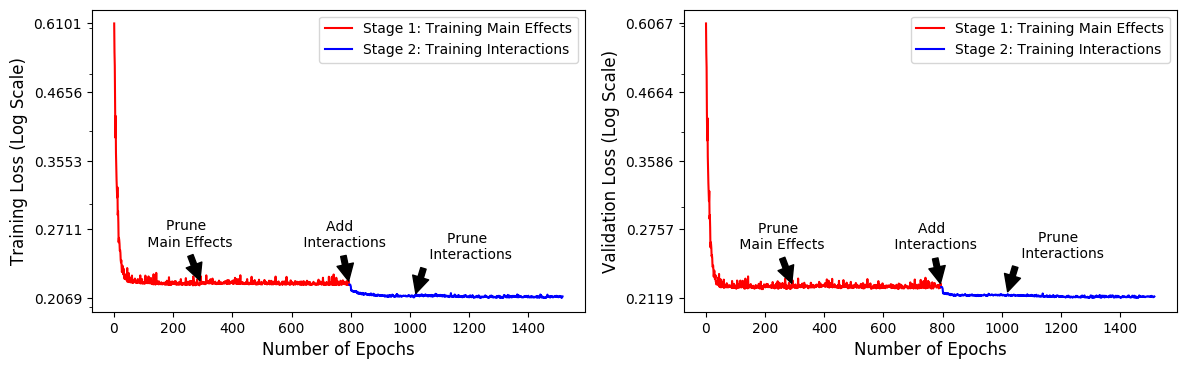 0.6101
0.4656
0.3553
0.2711
0.2069
Training Loss (Log Scale)
Stage 1: Training Main Effects
Stage 2: Training Interactions
Prune
Main Effects
Add
Interactions
Prune
Interactions
0 200 400 600 800 1000 1200 1400
Number of Epochs
0.6067
0.4664
0.3586
0.2757
0.2119
Validation Loss (Log Scale)
Stage 1: Training Main Effects
Stage 2: Training Interactions
Prune
Main Effects
Add
Interactions
Prune
Interactions
0 200 400 600 800 1000 1200 1400
Number of Epochs